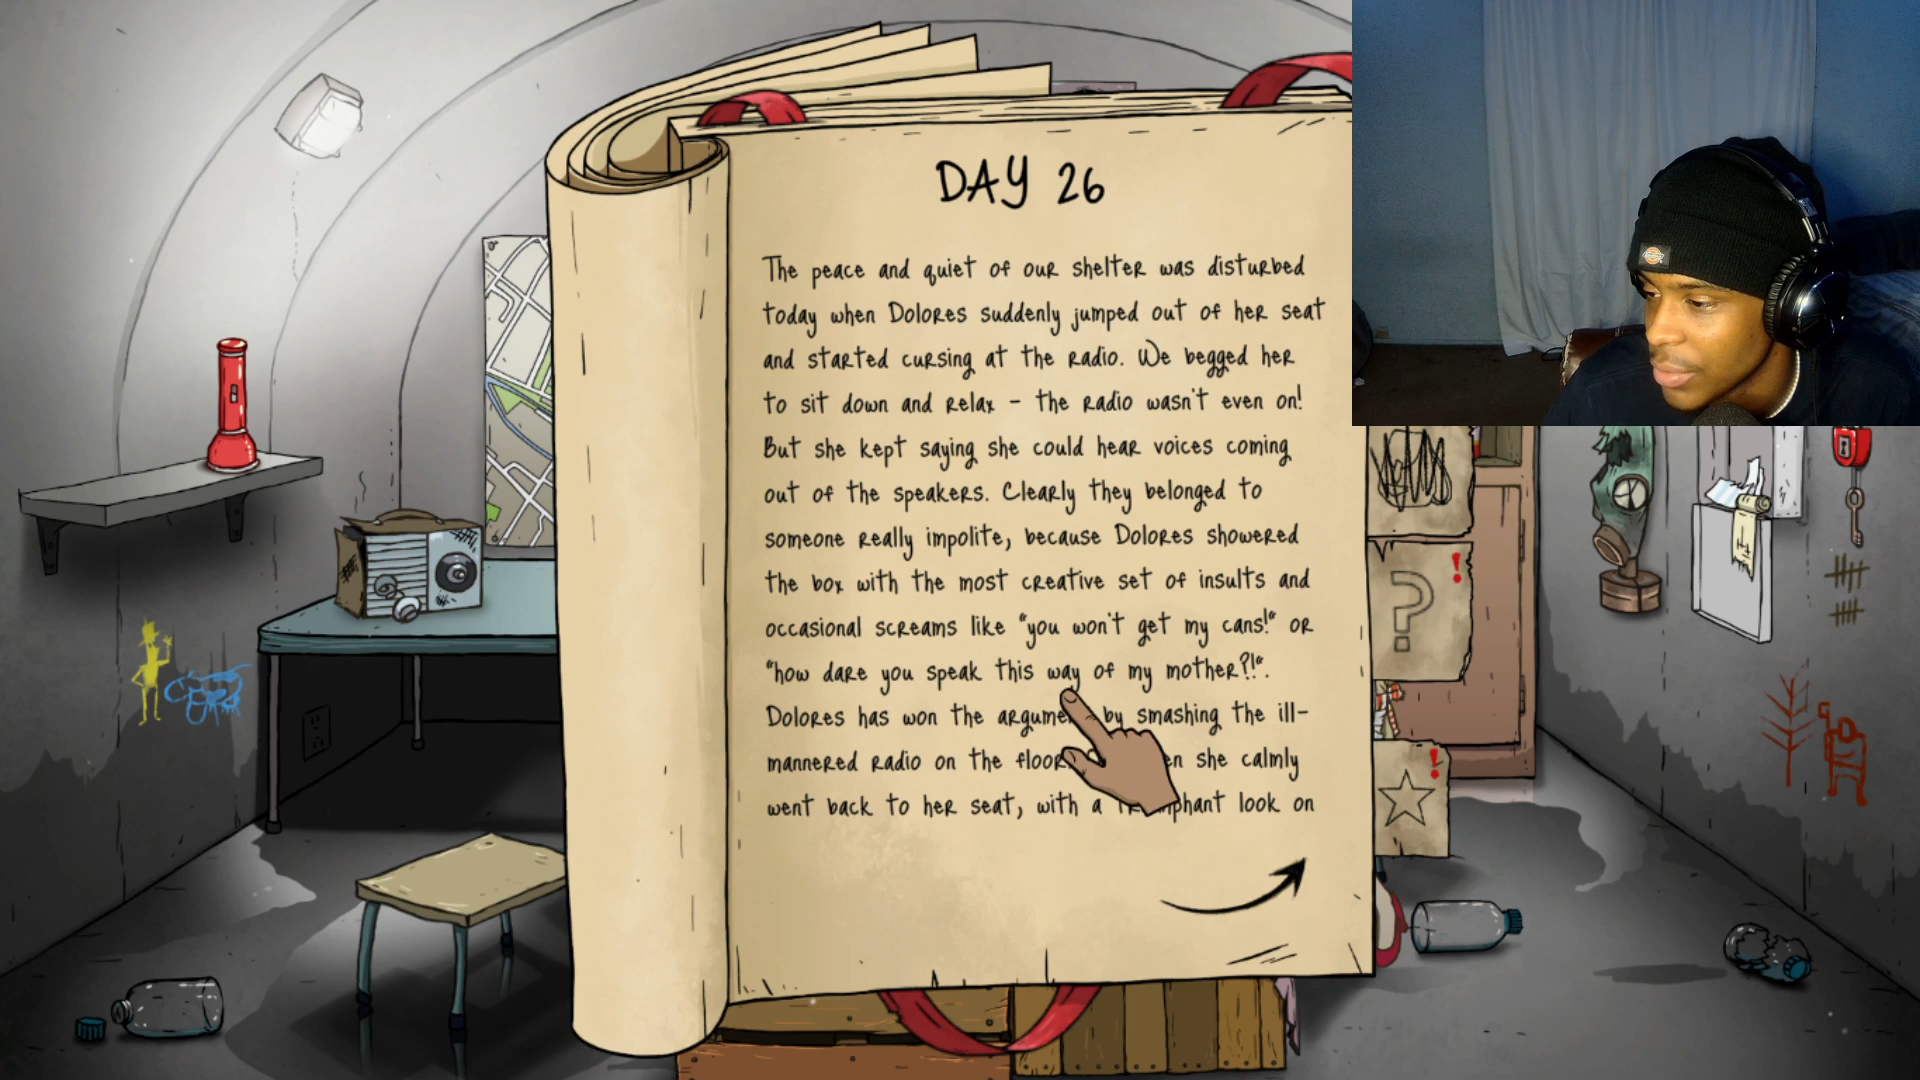 DAY 26
The peace and quiet of our shelter was disturbed
today when Dolores suddenly jumped out of her seat
and started cursing at the radio. We begged her
to sit down and relax - the radio wasn't even on!
But she kept saying she could hear voices coming
out of the speakers. Clearly they belonged to
someone really impolite, because Dolores showered
the box with the most creative set of insults and
occasional screams like "you won't get my cans!" or
"how dare you speak this way of my mother?!".
Dolores has won the by smashing the ill-
mannered radio on the she calmly
went back to her seat, with a look on